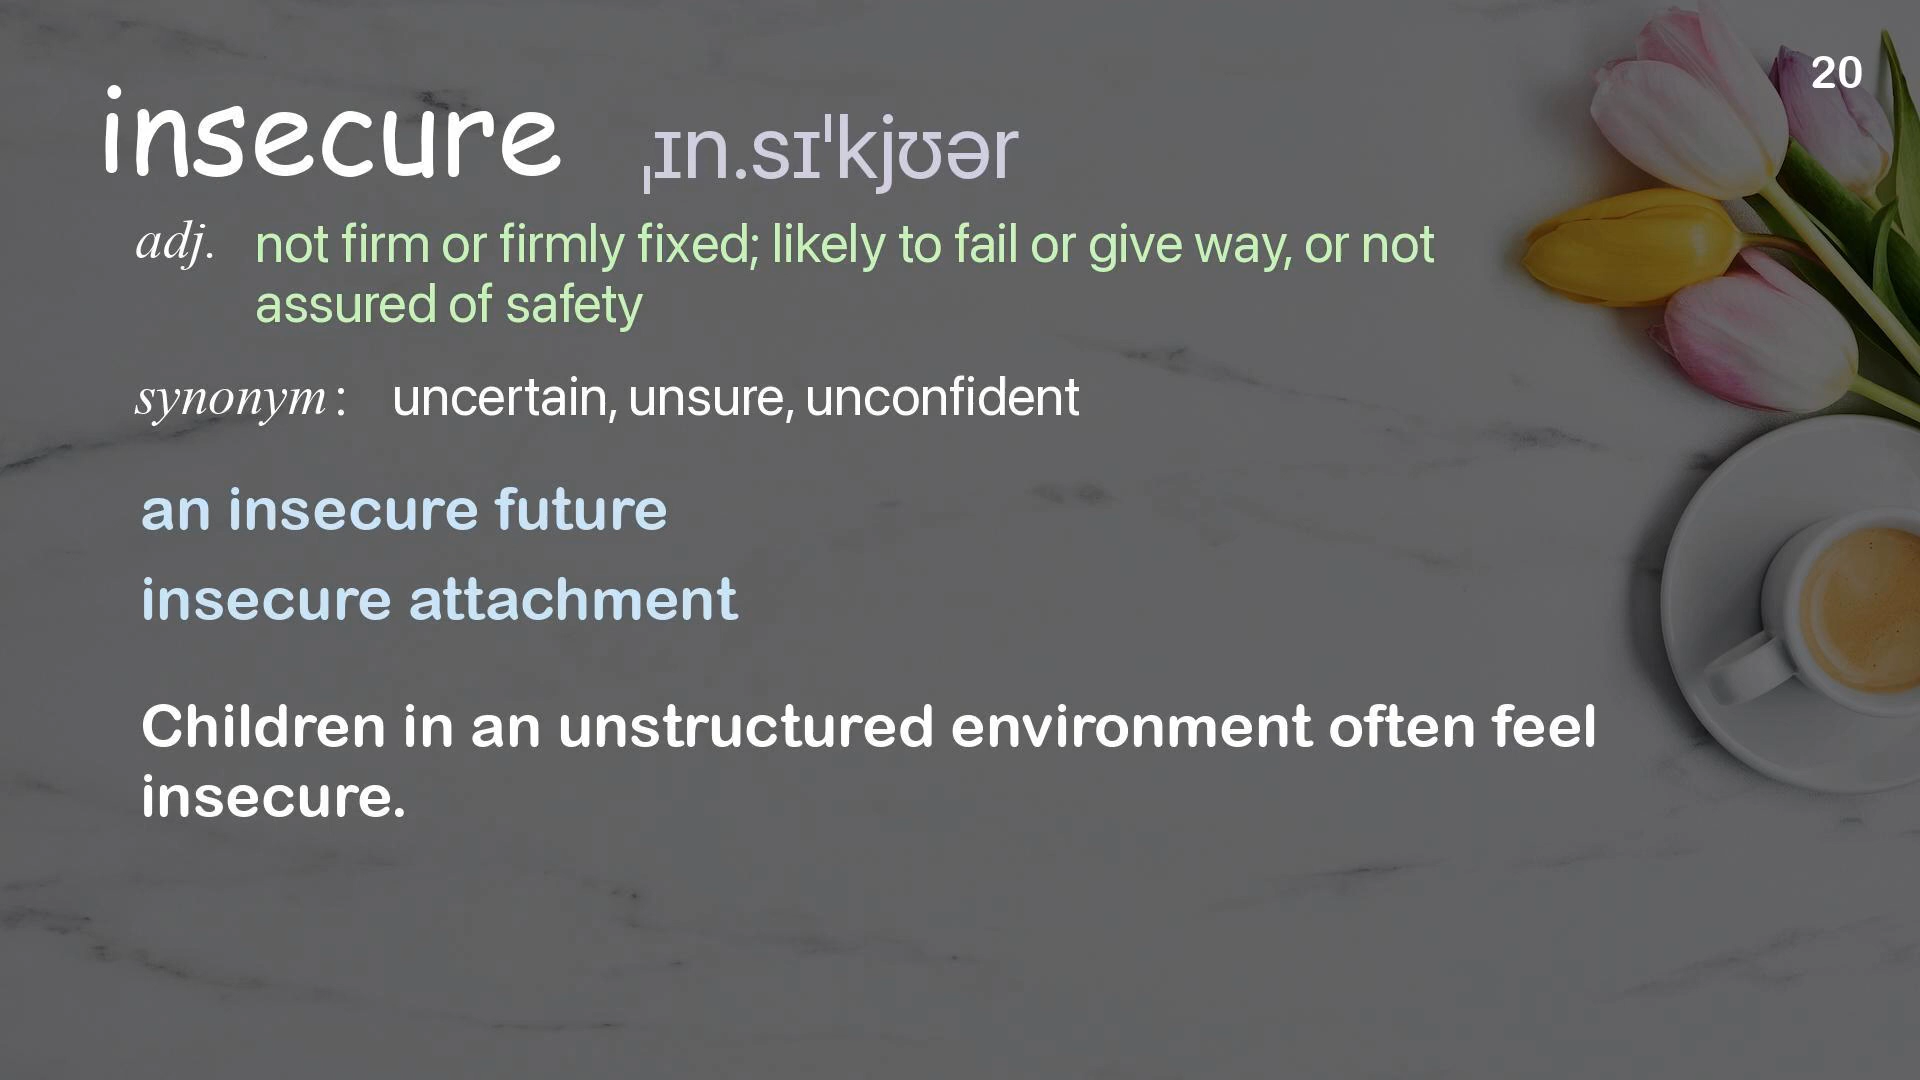 20
insecure ˌɪn.sɪˈkjʊər
adj. not firm or firmly fixed; likely to fail or give way, or not
assured of safety
synonym: uncertain, unsure, unconfident
an insecure future
insecure attachment
Children in an unstructured environment often feel
insecure.